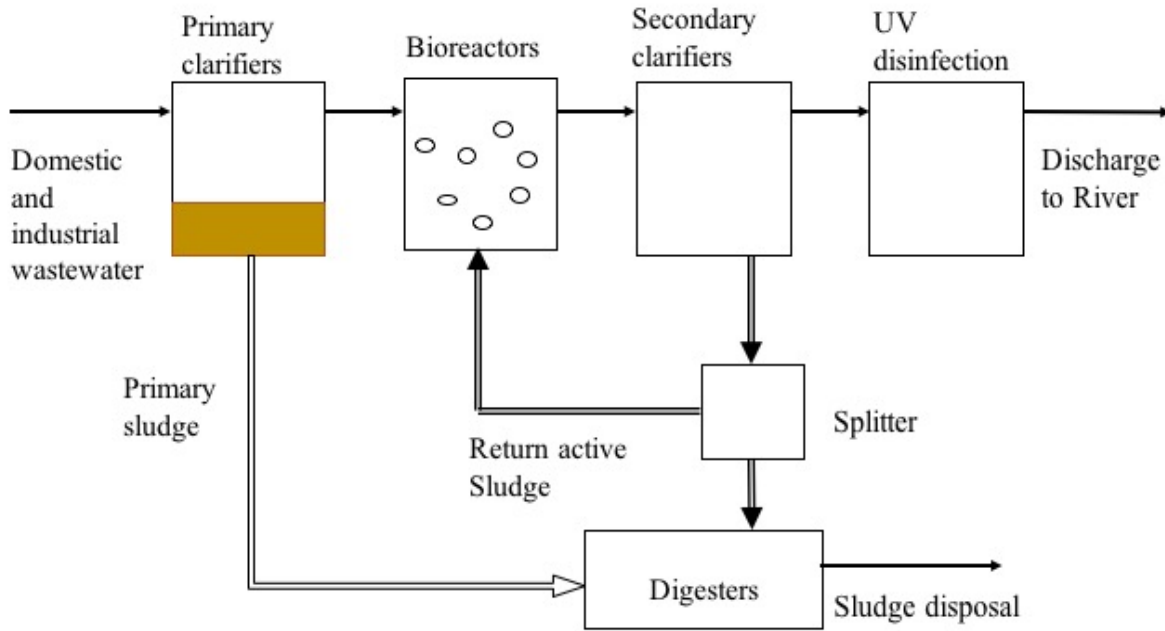 Primary
clarifiers
Bioreactors
Secondary
clarifiers
UV
disinfection
Domestic
and
industrial
wastewater
Discharge
to River
Primary
sludge
Return active
Sludge
Splitter
Digesters
Sludge disposal